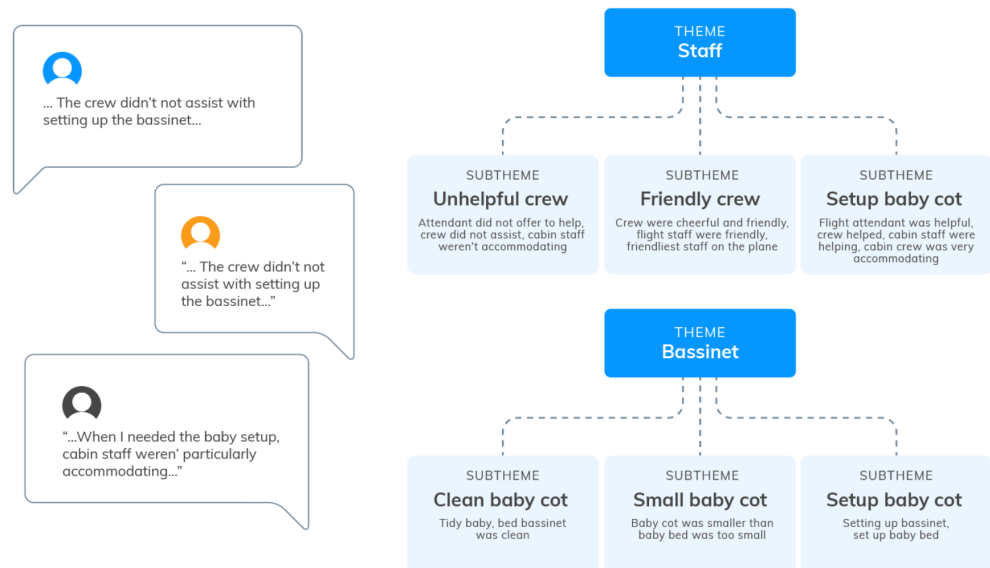 ... The crew didn't not assist with
setting up the bassinet...
"... The crew didn't not
assist with setting up
the bassinet..."
"...When I needed the baby setup,
cabin staff weren' particularly
accommodating..."
THEME
Staff
SUBTHEME
Unhelpful crew
Attendant did not offer to help,
crew did not assist, cabin staff
weren't accommodating
SUBTHEME
Friendly crew
Crew were cheerful and friendly,
flight staff were friendly,
friendliest staff on the plane
SUBTHEME
Setup baby cot
Flight attendant was helpful,
crew helped, cabin staff were
helping, cabin crew was very
accommodating
THEME
Bassinet
SUBTHEME
Clean baby cot
Tidy baby, bed bassinet
was clean
SUBTHEME
Small baby cot
Baby cot was smaller than
baby bed was too small
SUBTHEME
Setup baby cot
Setting up bassinet,
set up baby bed